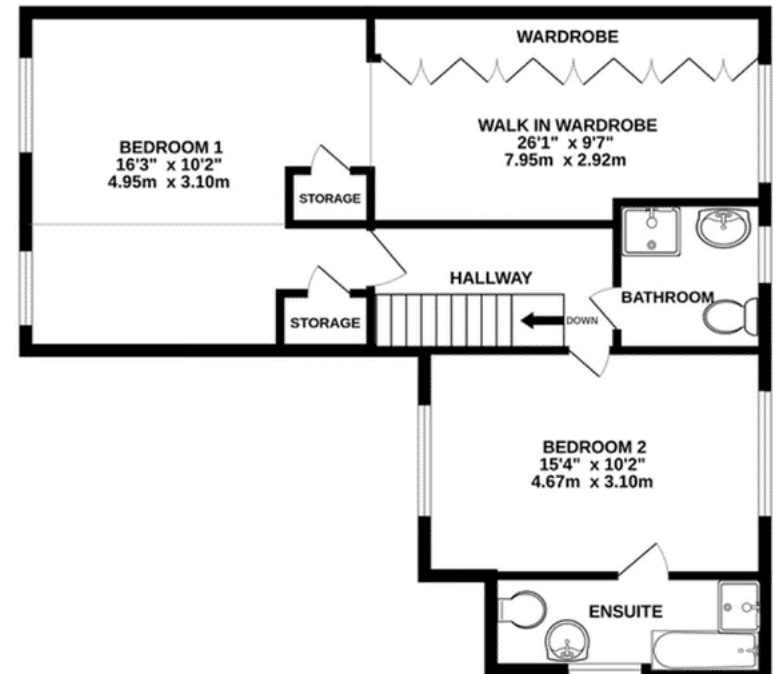 WARDROBE
WALK IN WARDROBE
26'1" x 9'7"
7.95m x 2.92m
BEDROOM 1
16'3" x 10'2"
4.95m x 3.10m
STORAGE
HALLWAY
BATHROOM
STORAGE
DOWN
BEDROOM 2
15'4" x 10'2"
4.67m x 3.10m
ENSUITE